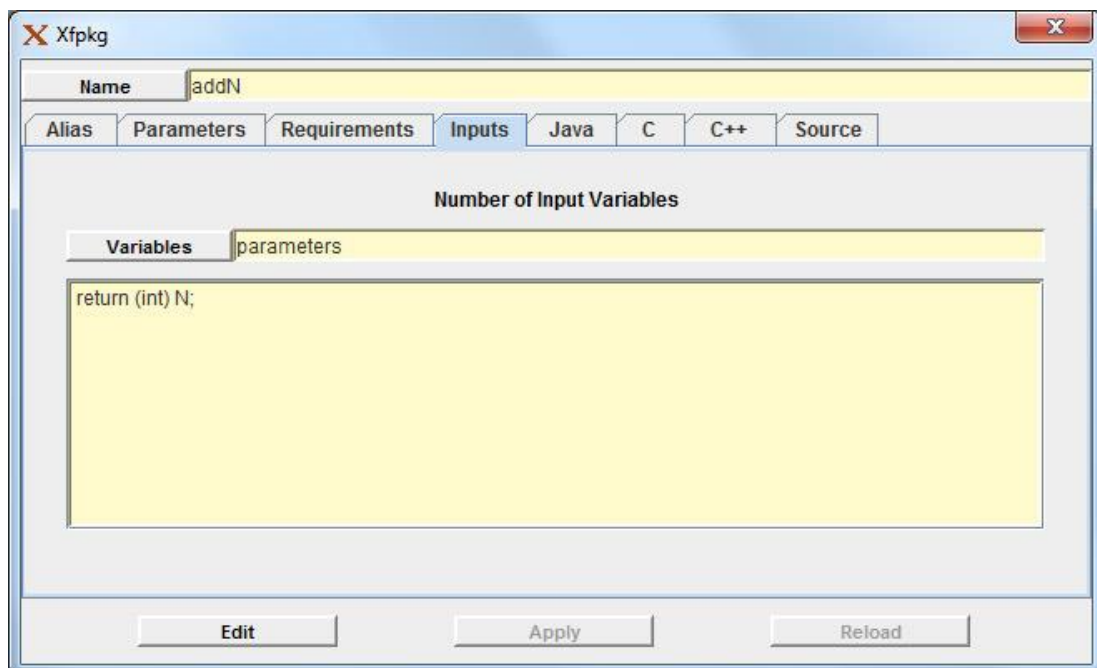 Xfpkg
Name addN
Alias Parameters Requirements Inputs Java C C++ Source
Number of Input Variables
Variables parameters
return (int) N;
Edit Apply Reload